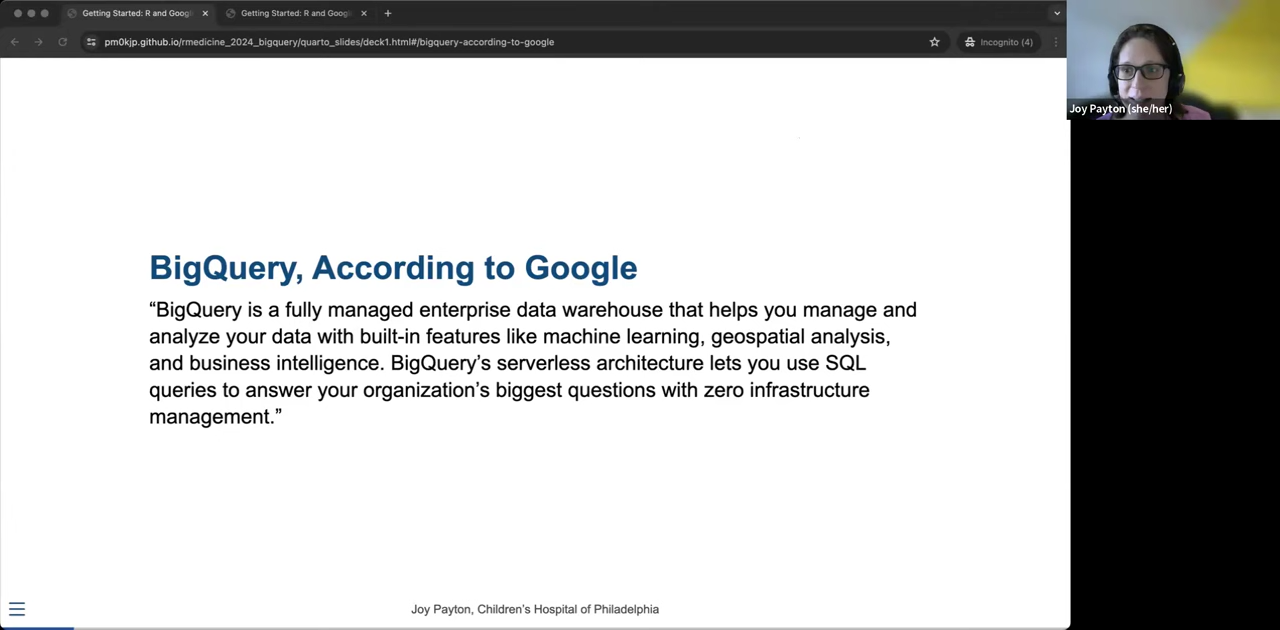 Getting Started: R and Googl
Getting Started: R and Googl
pm0kjp.github.io/rmedicine_2024_bigquery/quarto_slides/deck1.html#/bigquery-according-to-google
Incognito (4)
Joy Payton (she/her)
BigQuery, According to Google
“BigQuery is a fully managed enterprise data warehouse that helps you manage and
analyze your data with built-in features like machine learning, geospatial analysis,
and business intelligence. BigQuery’s serverless architecture lets you use SQL
queries to answer your organization’s biggest questions with zero infrastructure
management.”
Joy Payton, Children’s Hospital of Philadelphia